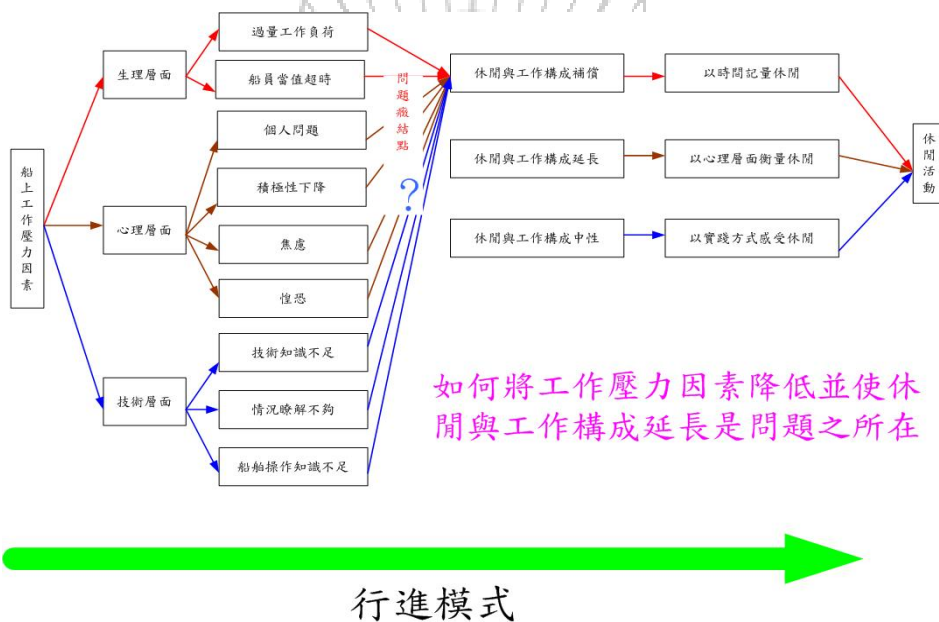 船上工作壓力因素
生理層面
心理層面
技術層面
過量工作負荷
船員當值超時
個人問題
積極性下降
焦慮
惶恐
技術知識不足
情況瞭解不夠
船舶操作知識不足
問題癥結點
?
休閒與工作構成補償
休閒與工作構成延長
休閒與工作構成中性
以時間記量休閒
以心理層面衡量休閒
以實踐方式感受休閒
休閒活動
如何將工作壓力因素降低並使休
閒與工作構成延長是問題之所在
行進模式